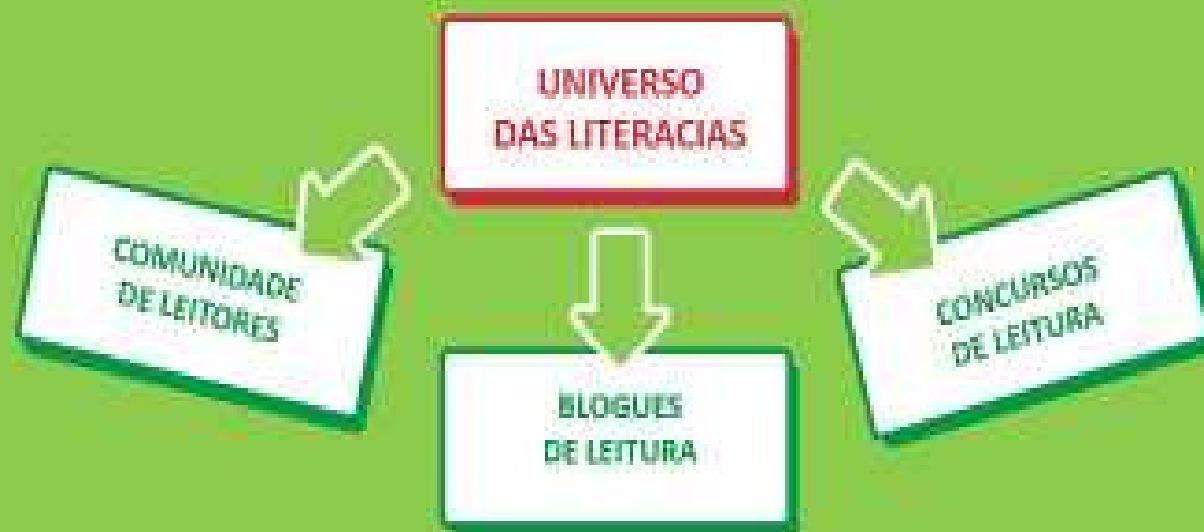 UNIVERSO
DAS LITERACIAS
COMUNIDADE
DE LEITORES
BLOGUES
DE LEITURA
CONCURSOS
DE LEITURA